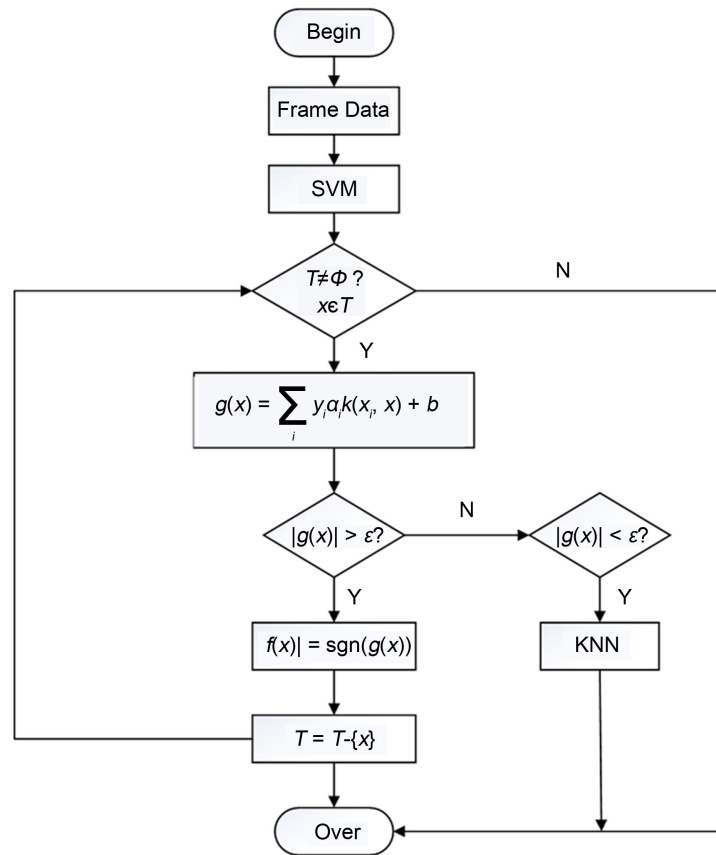 Begin
Frame Data
SVM
T≠Φ ?
xϵT
N
Y
g(x) = ∑ yᵢαᵢk(xᵢ, x) + b
i
|g(x)| > ε?
N
|g(x)| < ε?
Y
Y
f(x)| = sgn(g(x))
KNN
T = T-{x}
Over